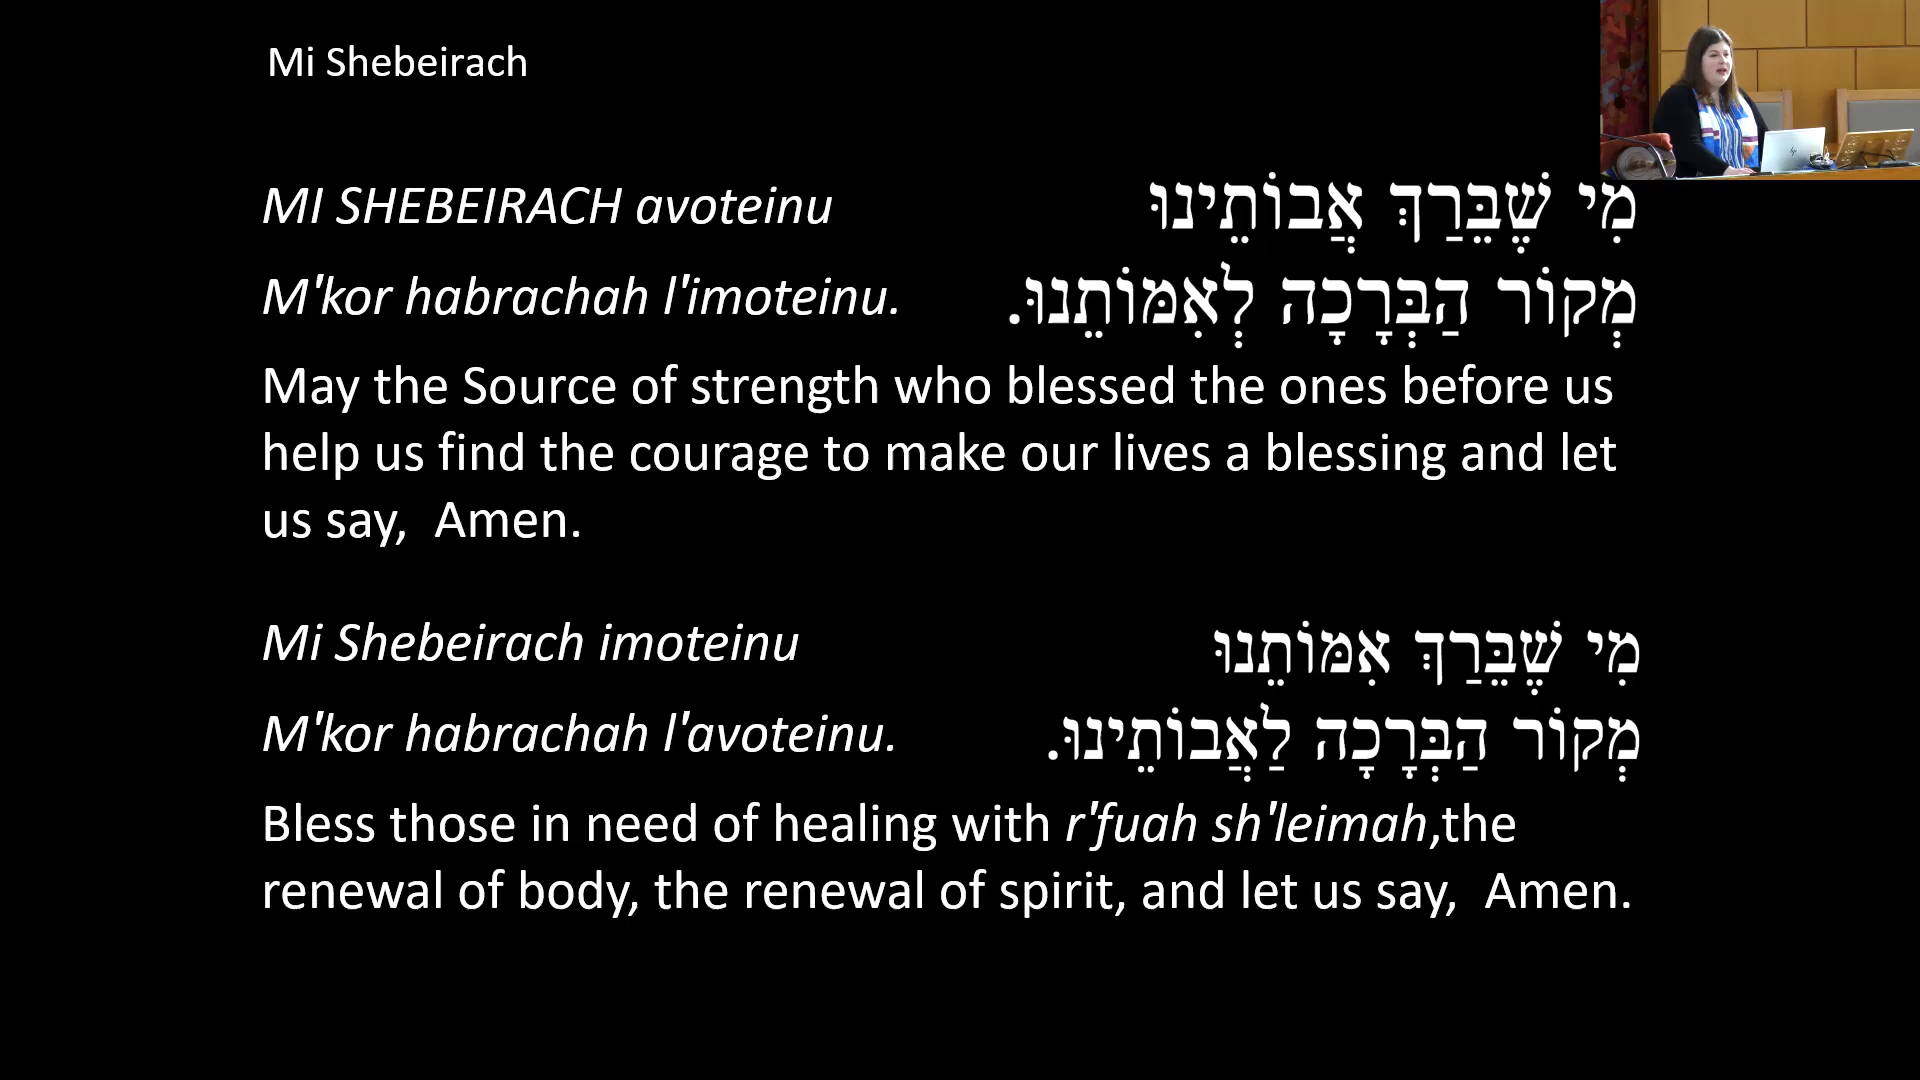 Mi Shebeirach
MI SHEBEIRACH avoteinu
מִי שֶׁבֵּרַךְ אֲבוֹתֵינוּ
M'kor habrachah l'imoteinu.
מְקוֹר הַבְּרָכָה לְאִמּוֹתֵנוּ.
May the Source of strength who blessed the ones before us
help us find the courage to make our lives a blessing and let
us say,  Amen.
Mi Shebeirach imoteinu
מִי שֶׁבֵּרַךְ אִמּוֹתֵנוּ
M'kor habrachah l'avoteinu.
מְקוֹר הַבְּרָכָה לַאֲבוֹתֵינוּ.
Bless those in need of healing with r'fuah sh'leimah,the
renewal of body, the renewal of spirit, and let us say,  Amen.